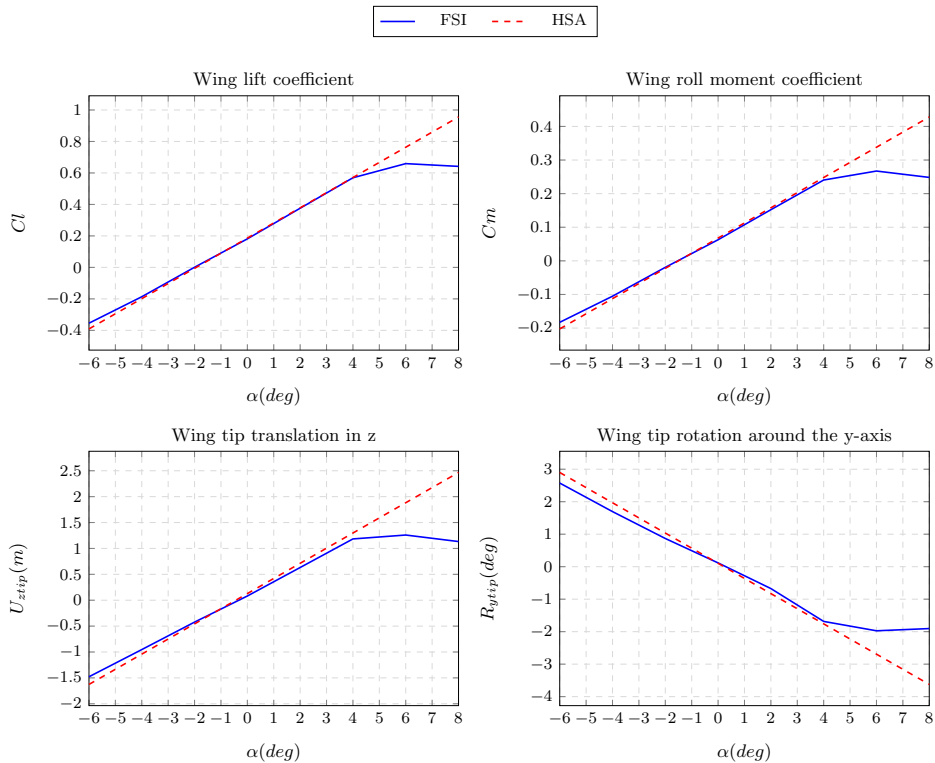 FSI HSA
Wing lift coefficient
1
0.8
0.6
0.4
0.2
0
−0.2
−0.4
Cl
−6 −5 −4 −3 −2 −1 0 1 2 3 4 5 6 7 8
α(deg)
Wing roll moment coefficient
0.4
0.3
0.2
0.1
0
−0.1
−0.2
Cm
−6 −5 −4 −3 −2 −1 0 1 2 3 4 5 6 7 8
α(deg)
Wing tip translation in z
2.5
2
1.5
1
0.5
0
−0.5
−1
−1.5
−2
U_{ztip}(m)
−6 −5 −4 −3 −2 −1 0 1 2 3 4 5 6 7 8
α(deg)
Wing tip rotation around the y-axis
3
2
1
0
−1
−2
−3
−4
R_{ytip}(deg)
−6 −5 −4 −3 −2 −1 0 1 2 3 4 5 6 7 8
α(deg)